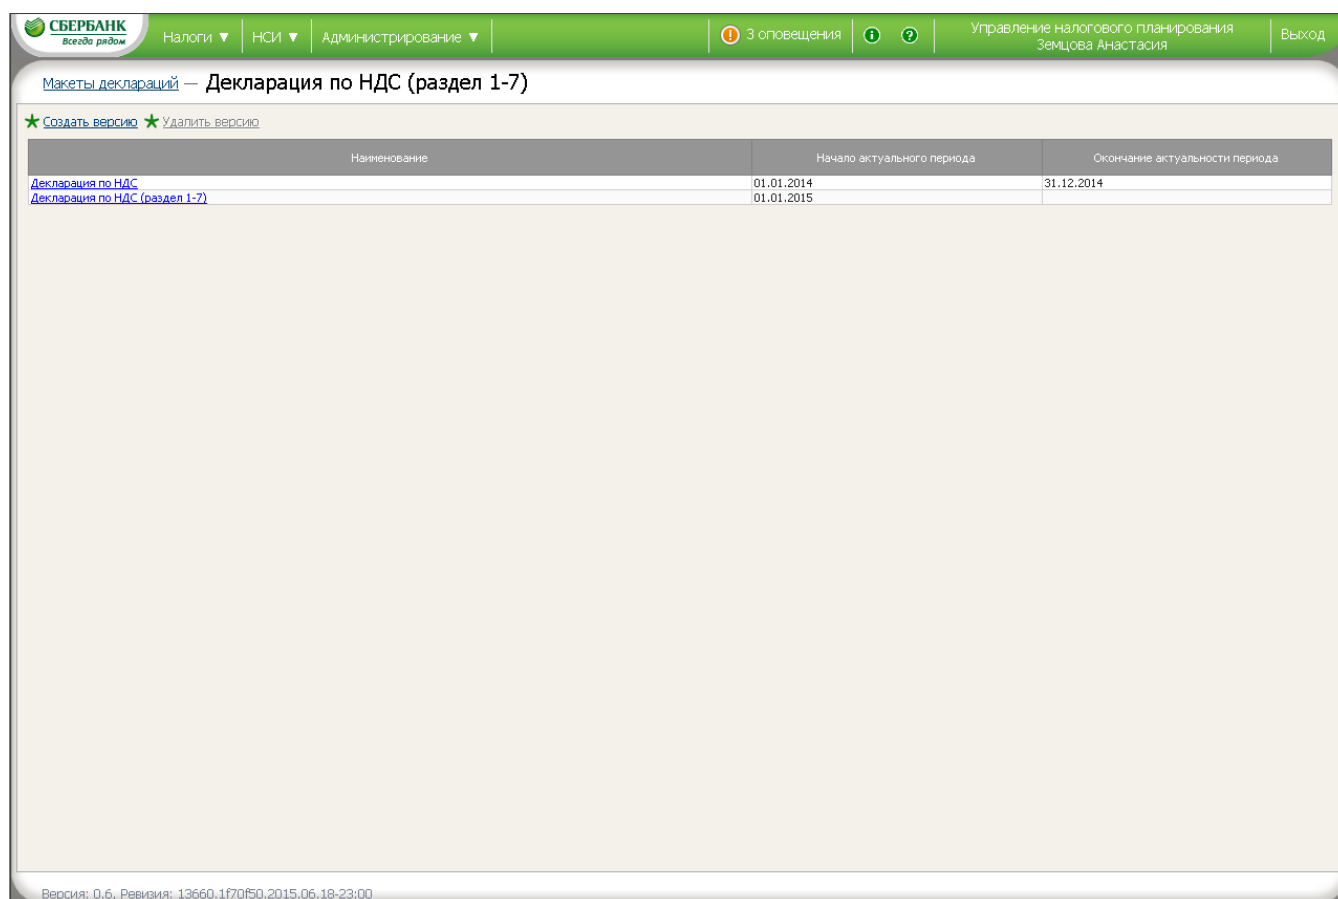 СБЕРБАНК
Всегда рядом
Налоги ▼ НСИ ▼ Администрирование ▼ 3 оповещения Управление налогового планирования
Земцова Анастасия
Выход
Макеты деклараций — Декларация по НДС (раздел 1-7)
Создать версию Удалить версию
Наименование Начало актуального периода Окончание актуальности периода
Декларация по НДС 01.01.2014 31.12.2014
Декларация по НДС (раздел 1-7) 01.01.2015
Версия: 0.6, Ревизия: 13660.1f70f50.2015.06.18-23:00